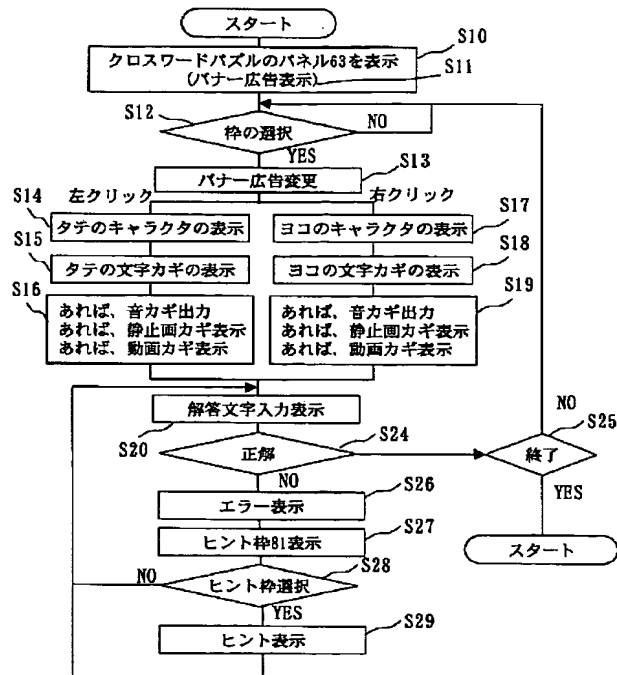 スタート
S10
クロスワードパズルのパネル63を表示
(バナー広告表示)
S11
S12
枠の選択
NO
YES
S13
バナー広告変更
左クリック
右クリック
S14
タテのキャラクタの表示
S17
ヨコのキャラクタの表示
S15
タテの文字カギの表示
S18
ヨコの文字カギの表示
S16
あれば、音カギ出力
あれば、静止画カギ表示
あれば、動画カギ表示
S19
あれば、音カギ出力
あれば、静止画カギ表示
あれば、動画カギ表示
解答文字入力表示
S20
S24
正解
NO
NO
S25
終了
YES
スタート
S26
エラー表示
S27
ヒント枠81表示
S28
NO
ヒント枠選択
YES
S29
ヒント表示